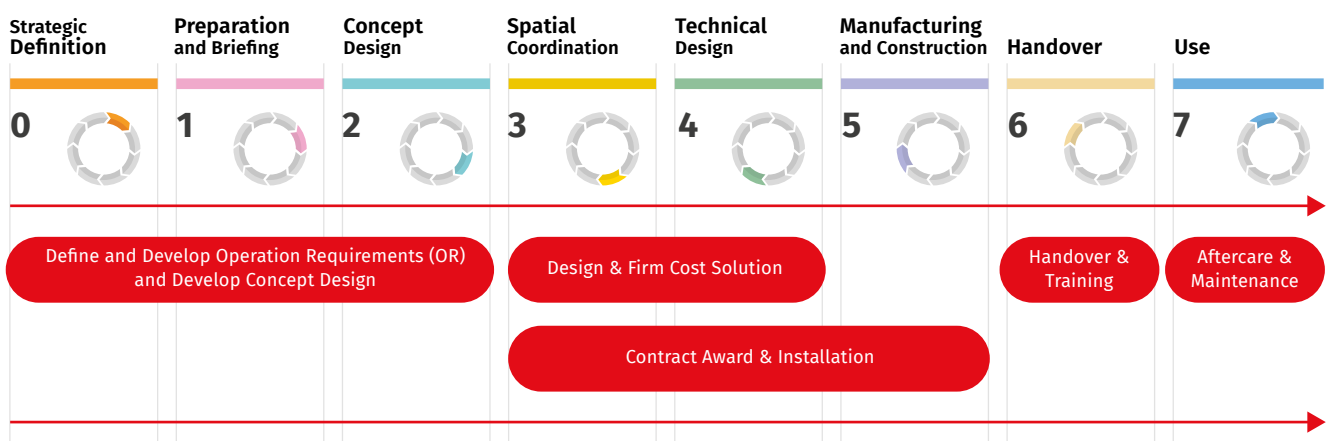 Strategic
Definition
Preparation
and Briefing
Concept
Design
Spatial
Coordination
Technical
Design
Manufacturing
and Construction
Handover
Use
0
1
2
3
4
5
6
7
Define and Develop Operation Requirements (OR)
and Develop Concept Design
Design & Firm Cost Solution
Handover &
Training
Aftercare &
Maintenance
Contract Award & Installation